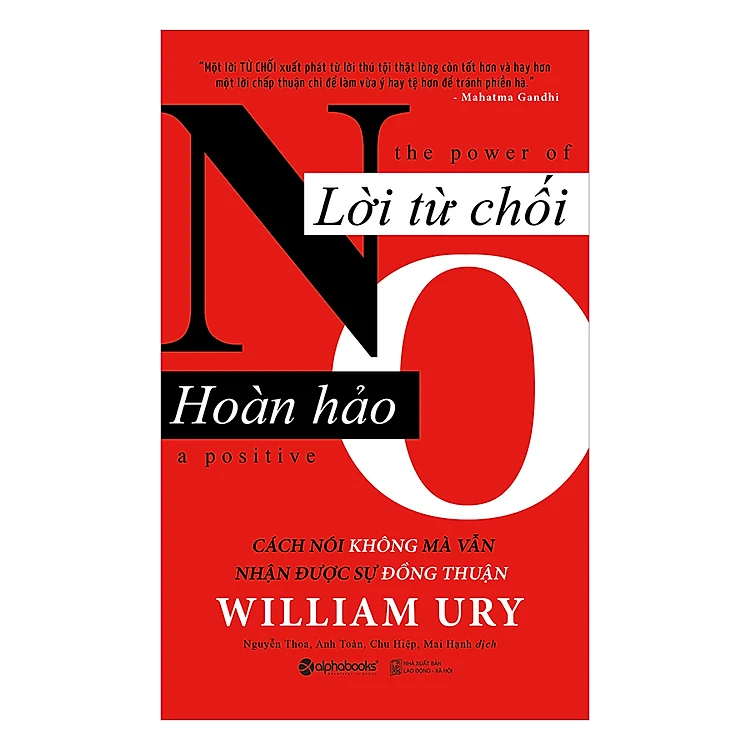 "Một lời TỪ CHỐI xuất phát từ lời thú tội thật lòng còn tốt hơn và hay hơn
một lời chấp thuận chỉ để làm vừa ý hay tệ hơn để tránh phiền hà."
- Mahatma Gandhi
the power of
Lời từ chối
NO
Hoàn hảo
a positive
CÁCH NÓI KHÔNG MÀ VẪN
NHẬN ĐƯỢC SỰ ĐỒNG THUẬN
WILLIAM URY
Nguyễn Thoa, Anh Toàn, Chu Hiệp, Mai Hạnh dịch
alphabooks
NHÀ XUẤT BẢN
LAO ĐỘNG - XÃ HỘI